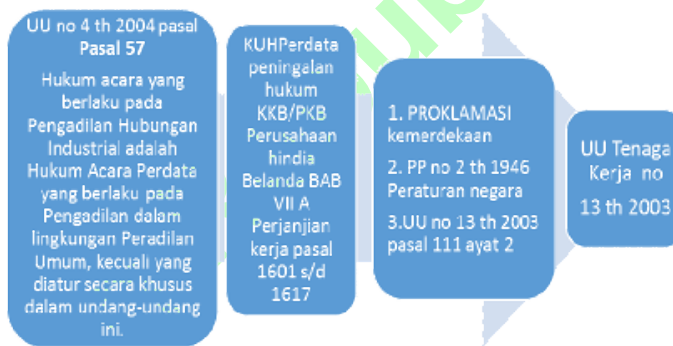 UU no 4 th 2004 pasal
Pasal 57
Hukum acara yang
berlaku pada
Pengadilan Hubungan
Industrial adalah
Hukum Acara Perdata
yang berlaku pada
Pengadilan dalam
lingkungan Peradilan
Umum, kecuali yang
diatur secara khusus
dalam undang-undang
ini.
KUHPerdata
peningalan
hukum
KKB/PKB
Perusahaan
hindia
Belanda BAB
VII A
Perjanjian
kerja pasal
1601 s/d
1617
1. PROKLAMASI
kemerdekaan
2. PP no 2 th 1946
Peraturan negara
3.UU no 13 th 2003
pasal 111 ayat 2
UU Tenaga
Kerja no
13 th 2003